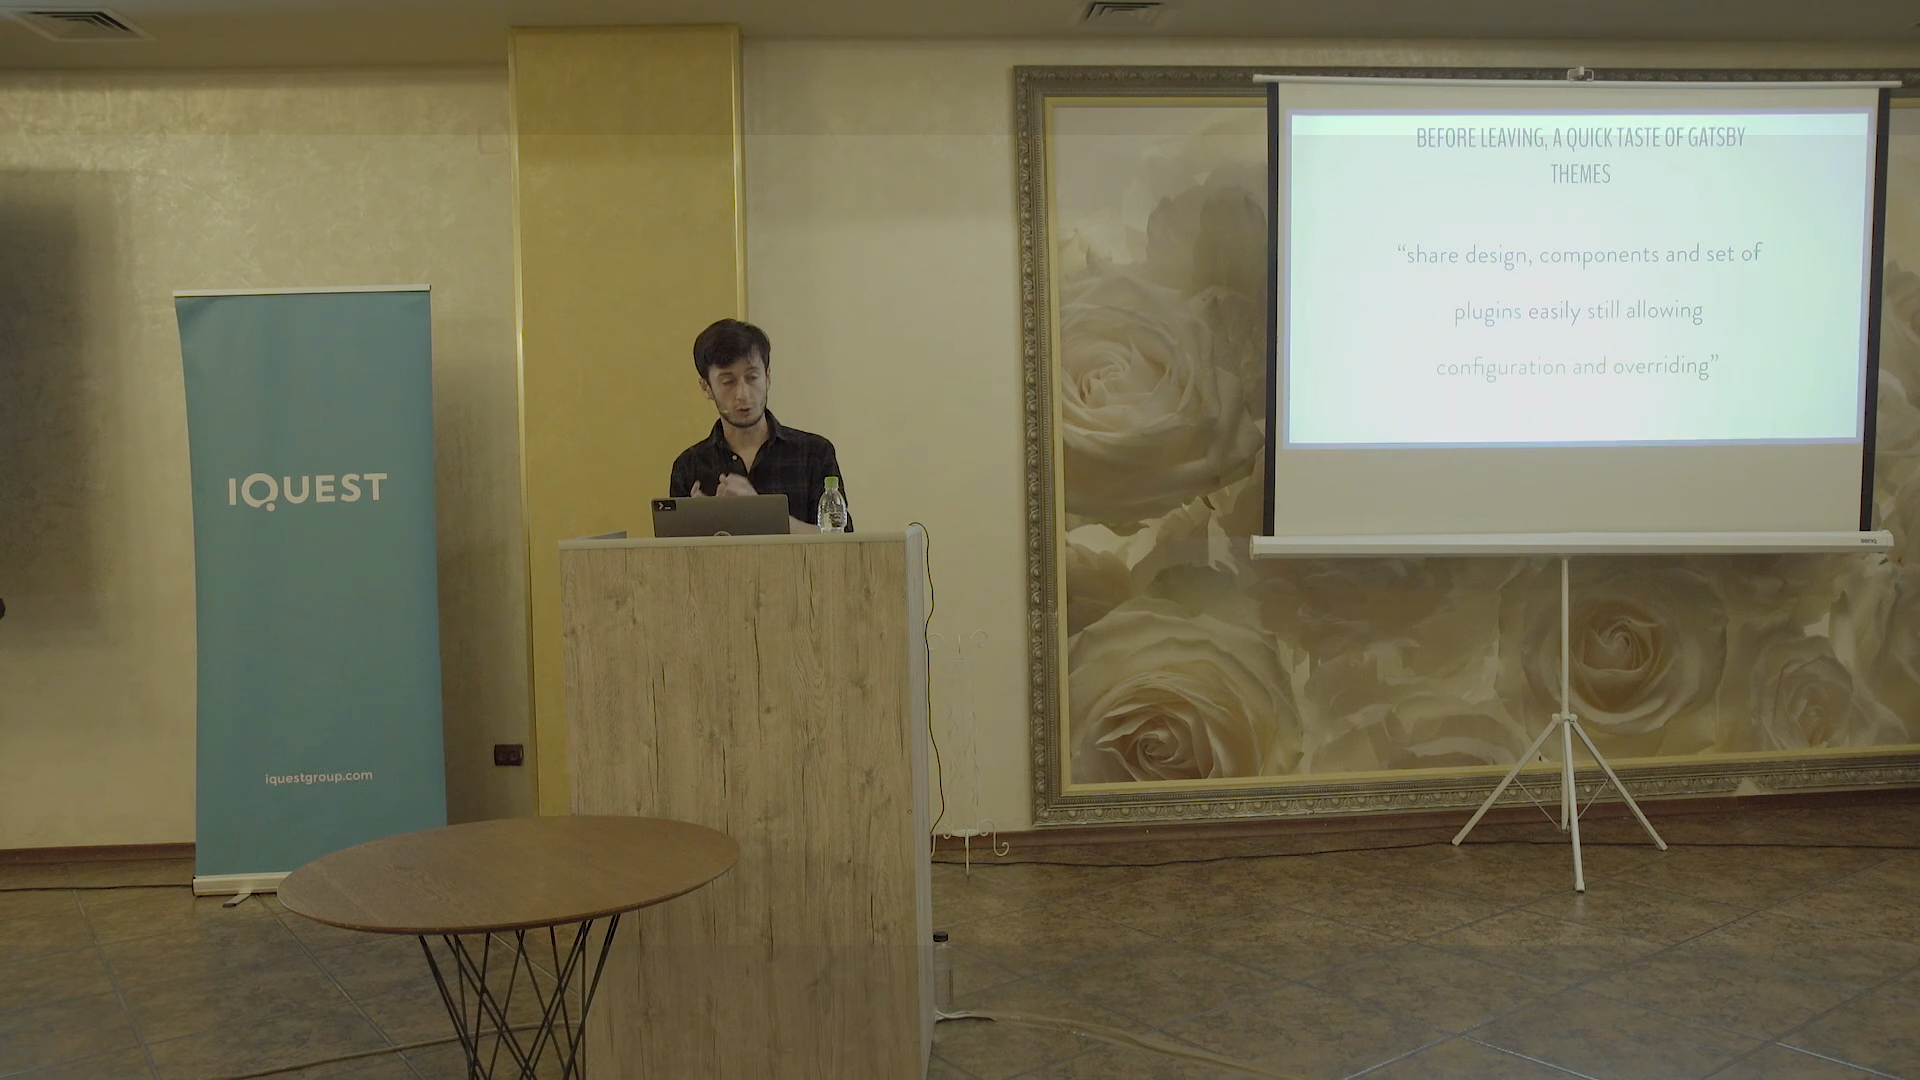 BEFORE LEAVING, A QUICK TASTE OF GATSBY
THEMES
“share design, components and set of
plugins easily still allowing
configuration and overriding”
IQUEST
iquestgroup.com
BenQ